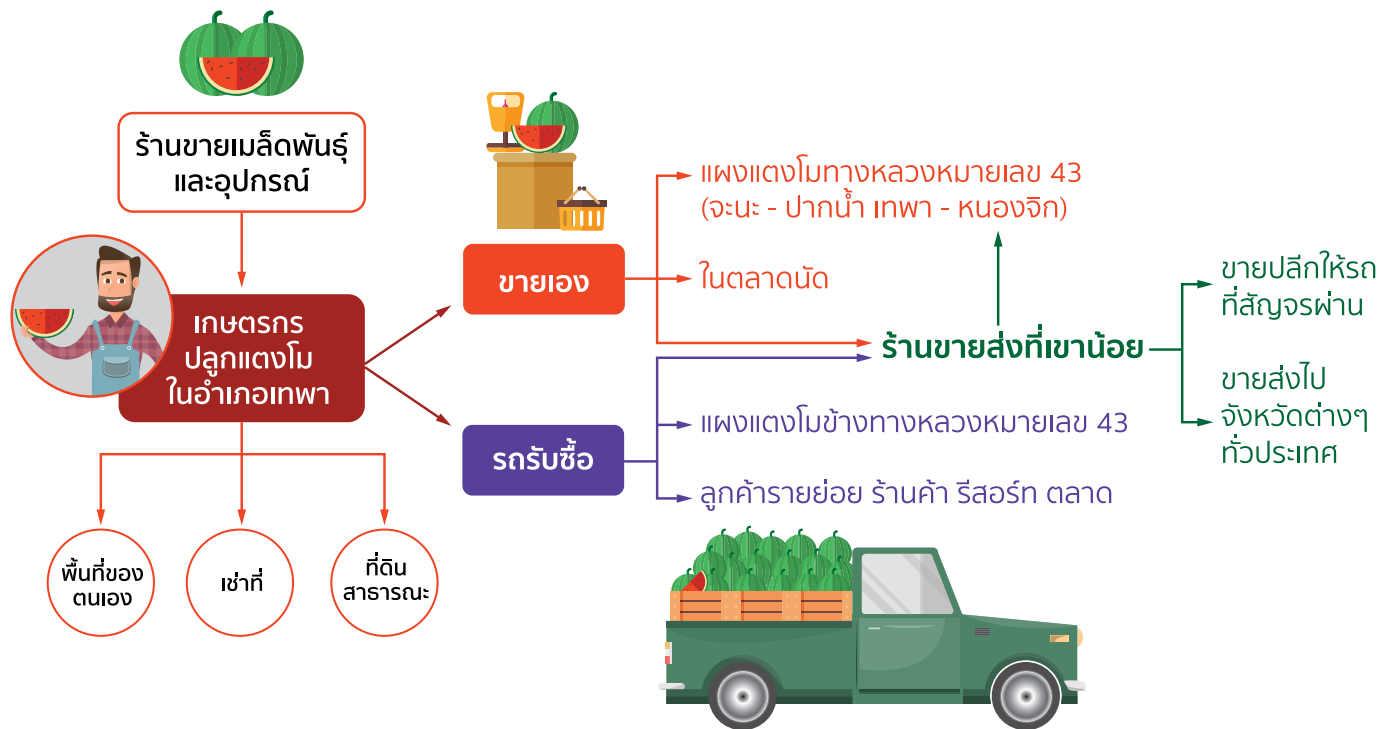 ร้านขายเมล็ดพันธุ์
และอุปกรณ์
เกษตรกร
ปลูกแตงโม
ในอำเภอเทพา
พื้นที่ของ
ตนเอง
เช่าที่
ที่ดิน
สาธารณะ
ขายเอง
แผงแตงโมทางหลวงหมายเลข 43
(จะนะ - ปากน้ำ เทพา - หนองจิก)
ในตลาดนัด
ร้านขายส่งที่เขาน้อย
รถรับซื้อ
แผงแตงโมข้างทางหลวงหมายเลข 43
ลูกค้ารายย่อย ร้านค้า รีสอร์ท ตลาด
ขายปลีกให้รถ
ที่สัญจรผ่าน
ขายส่งไป
จังหวัดต่างๆ
ทั่วประเทศ